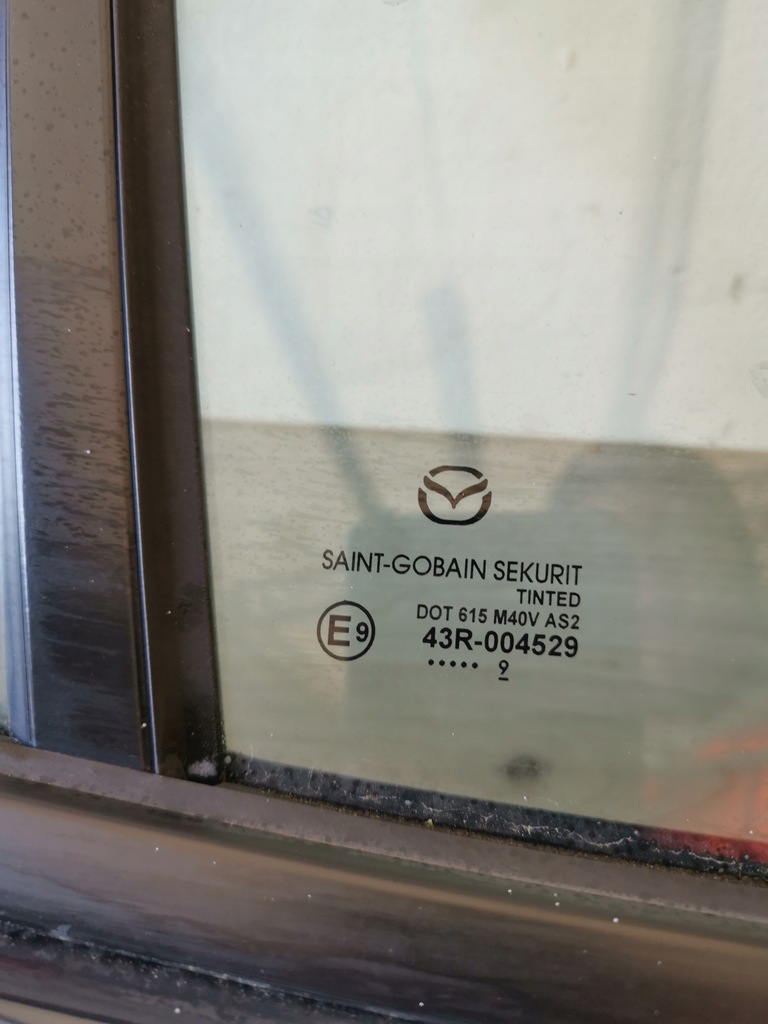 SAINT-GOBAIN SEKURIT
TINTED
DOT 615 M40V AS2
E9 43R-004529
••••• 9